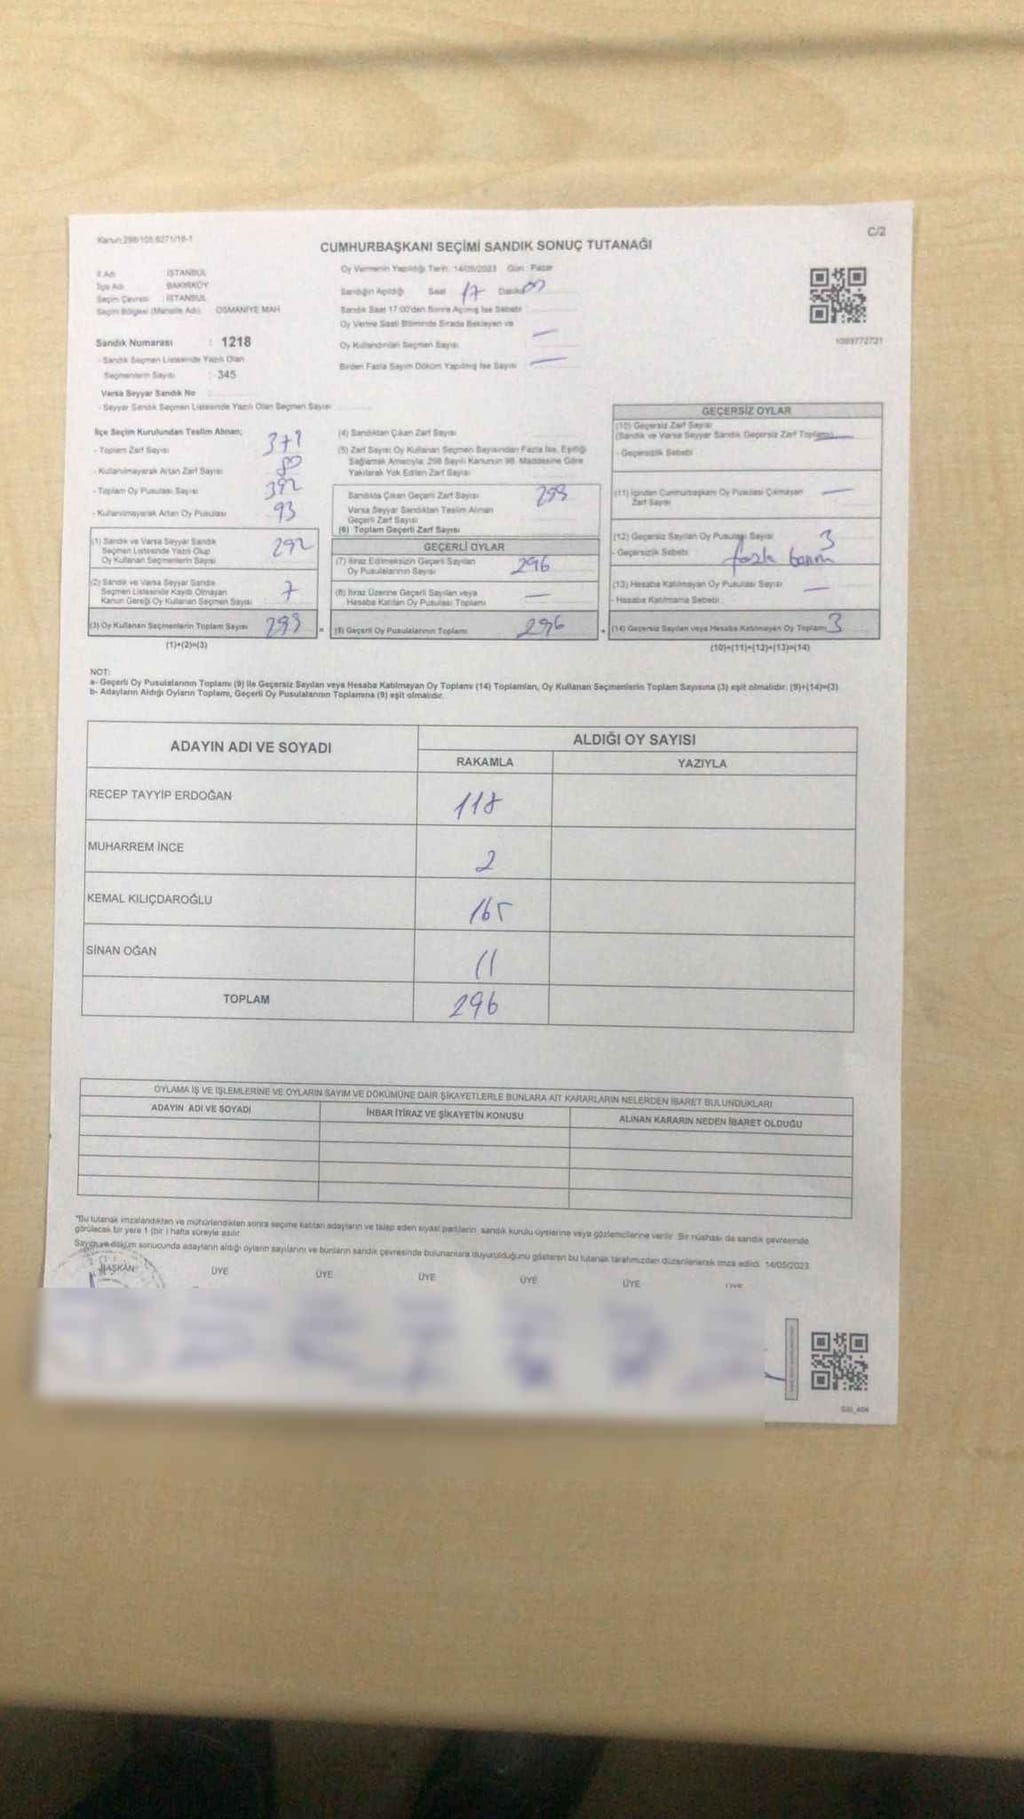 Kanun:298/105,6271/18-1
C/2
CUMHURBAŞKANI SEÇİMİ SANDIK SONUÇ TUTANAĞI
İl Adı : İSTANBUL
İlçe Adı : BAKIRKÖY
Seçim Çevresi : İSTANBUL
Seçim Bölgesi (Mahalle Adı) : OSMANİYE MAH
Sandık Numarası : 1218
- Sandık Seçmen Listesinde Yazılı Olan
Seçmenlerin Sayısı : 345
Varsa Seyyar Sandık No
- Seyyar Sandık Seçmen Listesinde Yazılı Olan Seçmen Sayısı
Oy Vermenin Yapıldığı Tarih: 14/05/2023 Gün : Pazar
Sandığın Açıldığı Saat 17 Dakika 00
Sandık Saat 17:00'den Sonra Açılmış İse Sebebi
Oy Verme Saati Bitiminde Sırada Bekleyen ve
Oy Kullandırılan Seçmen Sayısı —
Birden Fazla Sayım Döküm Yapılmış İse Sayısı —
1089772721
İlçe Seçim Kurulundan Teslim Alınan;
- Toplam Zarf Sayısı 379
- Kullanılmayarak Artan Zarf Sayısı 80
- Toplam Oy Pusulası Sayısı 392
- Kullanılmayarak Artan Oy Pusulası 93
(1) Sandık ve Varsa Seyyar Sandık
Seçmen Listesinde Yazılı Olup
Oy Kullanan Seçmenlerin Sayısı 292
(2) Sandık ve Varsa Seyyar Sandık
Seçmen Listesinde Kayıtlı Olmayan
Kanun Gereği Oy Kullanan Seçmen Sayısı 7
(3) Oy Kullanan Seçmenlerin Toplam Sayısı 299
(1)+(2)=(3)
(4) Sandıktan Çıkan Zarf Sayısı
(5) Zarf Sayısı Oy Kullanan Seçmen Sayısından Fazla İse, Eşitliği
Sağlamak Amacıyla; 298 Sayılı Kanunun 98. Maddesine Göre
Yakılarak Yok Edilen Zarf Sayısı
Sandıkta Çıkan Geçerli Zarf Sayısı 299
Varsa Seyyar Sandıktan Teslim Alınan
Geçerli Zarf Sayısı
(6) Toplam Geçerli Zarf Sayısı
GEÇERLİ OYLAR
(7) İtiraz Edilmeksizin Geçerli Sayılan
Oy Pusulalarının Sayısı 296
(8) İtiraz Üzerine Geçerli Sayılan veya
Hesaba Katılan Oy Pusulası Toplamı —
(9) Geçerli Oy Pusulalarının Toplamı 296
GEÇERSİZ OYLAR
(10) Geçersiz Zarf Sayısı
(Sandık ve Varsa Seyyar Sandık Geçersiz Zarf Toplamı) —
- Geçersizlik Sebebi
(11) İçinden Cumhurbaşkanı Oy Pusulası Çıkmayan
Zarf Sayısı —
(12) Geçersiz Sayılan Oy Pusulası Sayısı 3
- Geçersizlik Sebebi fazla basım
(13) Hesaba Katılmayan Oy Pusulası Sayısı —
- Hesaba Katılmama Sebebi
(14) Geçersiz Sayılan veya Hesaba Katılmayan Oy Toplamı 3
(10)+(11)+(12)+(13)=(14)
NOT:
a- Geçerli Oy Pusulalarının Toplamı (9) ile Geçersiz Sayılan veya Hesaba Katılmayan Oy Toplamı (14) Toplamları, Oy Kullanan Seçmenlerin Toplam Sayısına (3) eşit olmalıdır. (9)+(14)=(3)
b- Adayların Aldığı Oyların Toplamı, Geçerli Oy Pusulalarının Toplamına (9) eşit olmalıdır.
ADAYIN ADI VE SOYADI
ALDIĞI OY SAYISI
RAKAMLA YAZIYLA
RECEP TAYYİP ERDOĞAN 118
MUHARREM İNCE 2
KEMAL KILIÇDAROĞLU 165
SİNAN OĞAN 11
TOPLAM 296
OYLAMA İŞ VE İŞLEMLERİNE VE OYLARIN SAYIM VE DÖKÜMÜNE DAİR ŞİKAYETLERLE BUNLARA AİT KARARLARIN NELERDEN İBARET BULUNDUKLARI
ADAYIN ADI VE SOYADI İHBAR İTİRAZ VE ŞİKAYETİN KONUSU ALINAN KARARIN NEDEN İBARET OLDUĞU
*Bu tutanak imzalandıktan ve mühürlendikten sonra seçime katılan adayların ve talep eden siyasi partilerin sandık kurulu üyelerine veya gözlemcilerine verilir. Bir nüshası da sandık çevresinde
görülecek bir yere 1 (bir) hafta süreyle asılır.
Sayım ve döküm sonucunda adayların aldığı oyların sayılarını ve bunların sandık çevresinde bulunanlara duyurulduğunu gösteren bu tutanak tarafımızdan düzenlenerek imza edildi. 14/05/2023
BAŞKAN ÜYE ÜYE ÜYE ÜYE ÜYE ÜYE